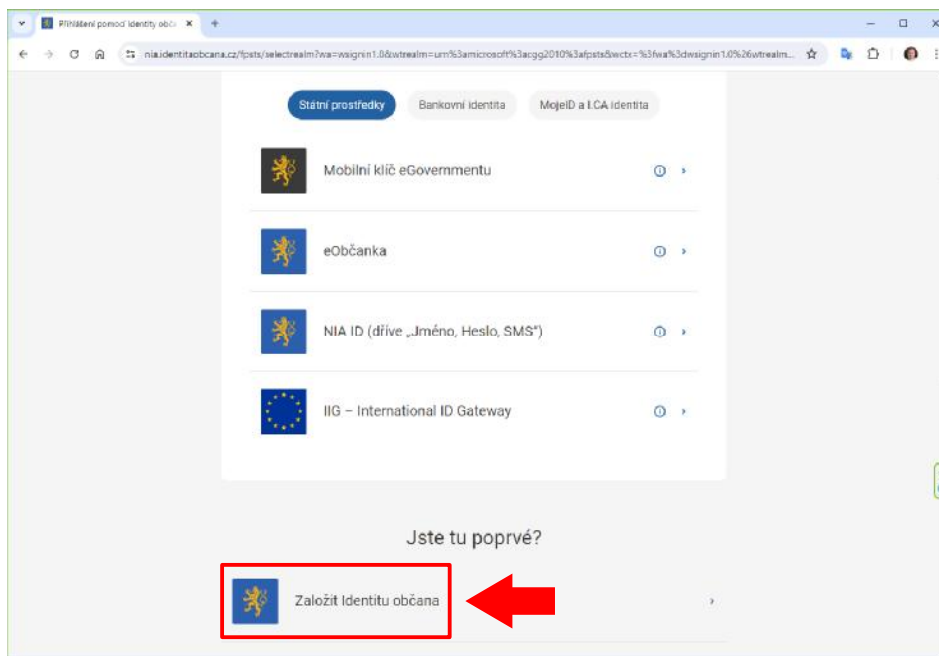 Přihlášení pomocí Identity obča
nia.identitaobcana.cz/fpsts/selectrealm?wa=wsignin1.0&wtrealm=urn%3amicrosoft%3acgg2010%3afpsts&wctx=%3fwa%3dwsignin1.0%26wtrealm...
Státní prostředky Bankovní identita MojeID a I.CA identita
Mobilní klíč eGovernmentu
eObčanka
NIA ID (dříve „Jméno, Heslo, SMS“)
IIG – International ID Gateway
Jste tu poprvé?
Založit Identitu občana